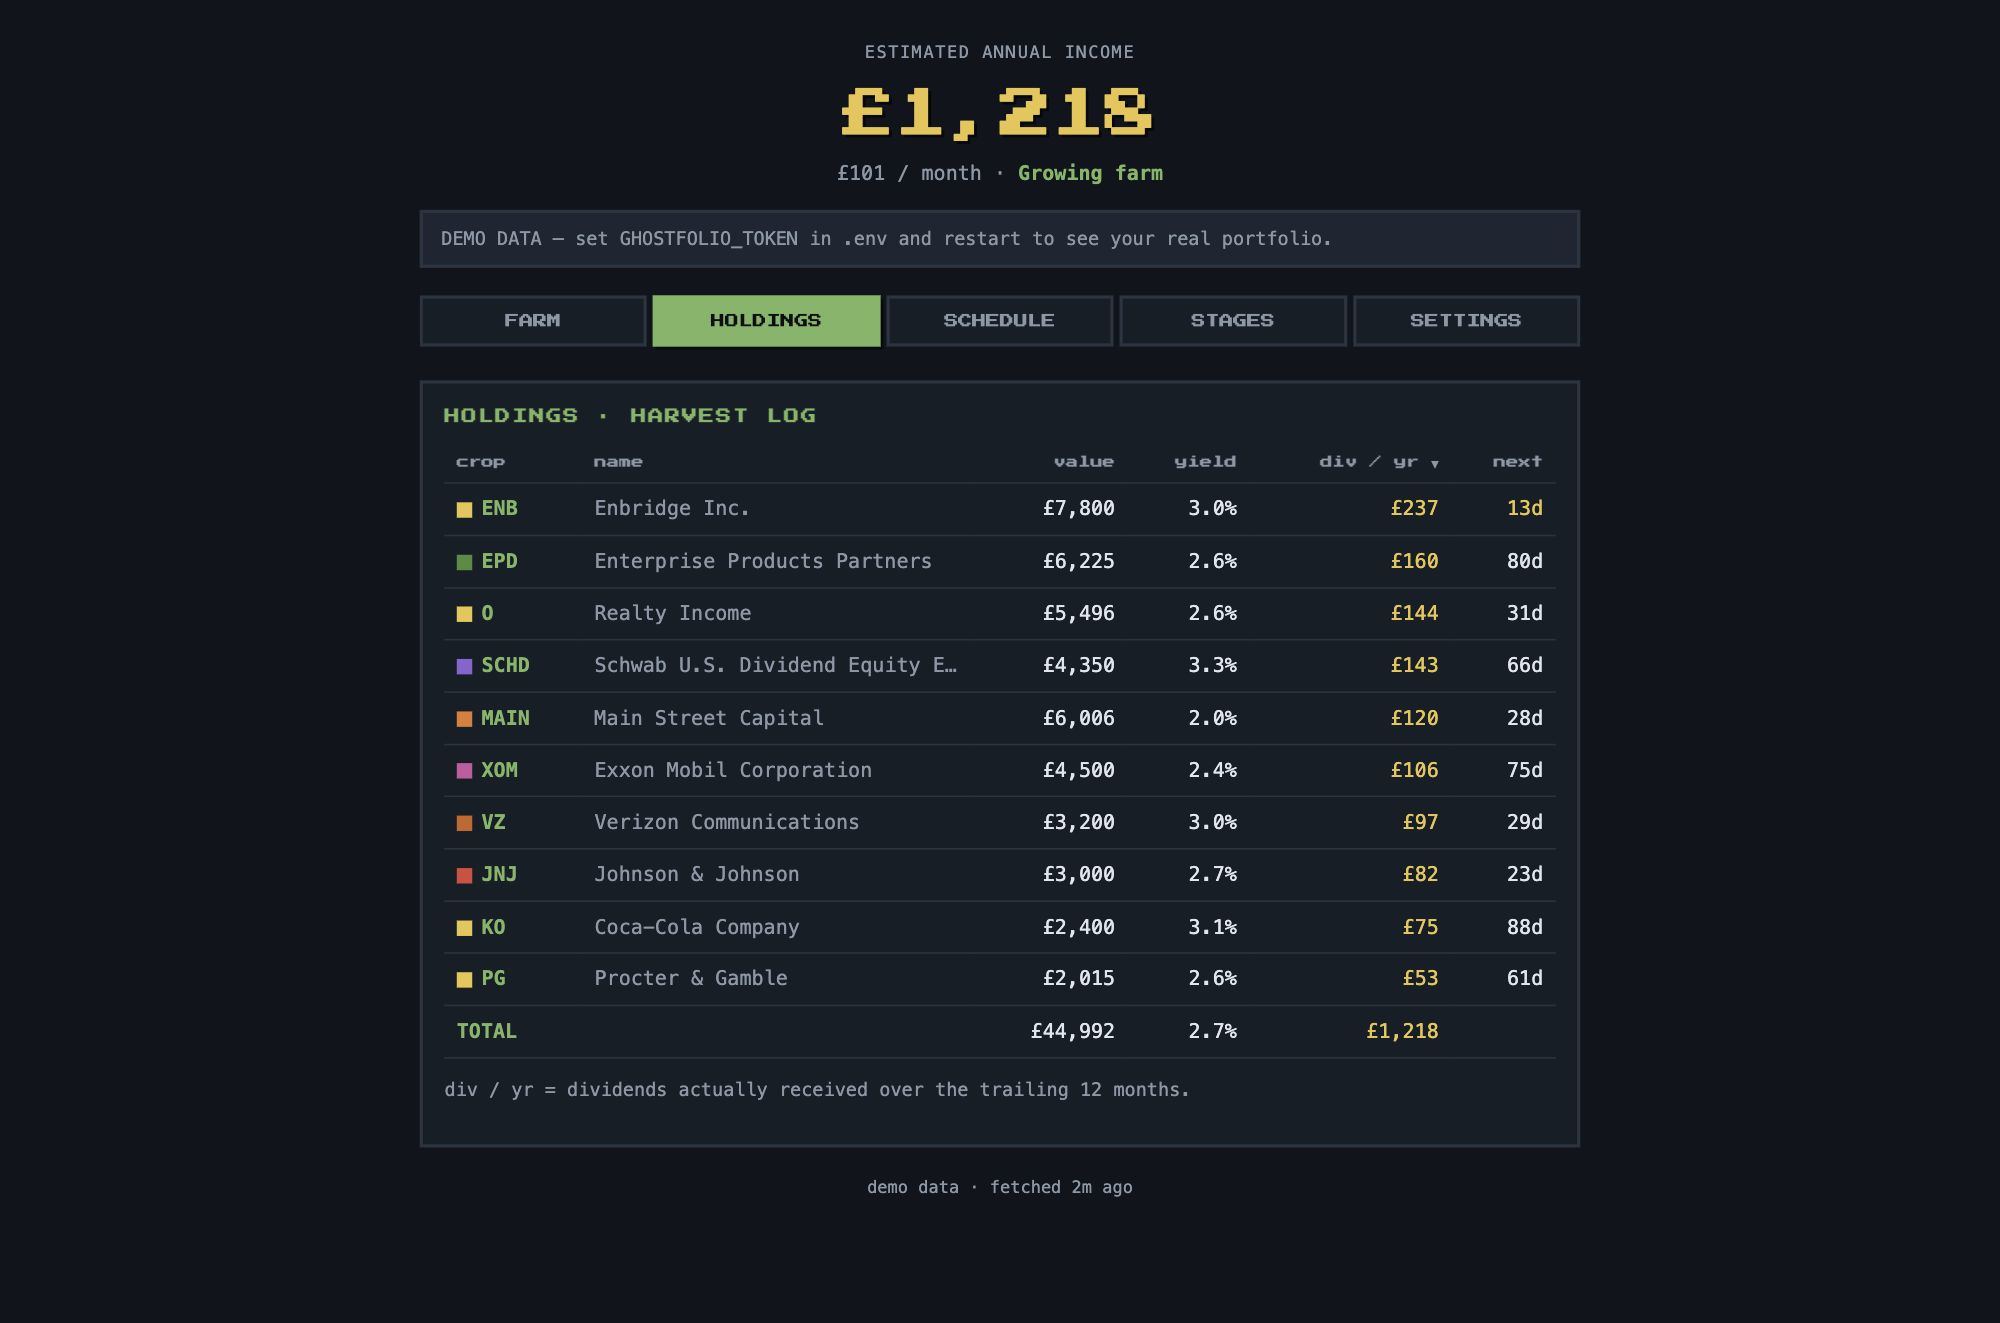 ESTIMATED ANNUAL INCOME
£1,218
£101 / month · Growing farm
DEMO DATA — set GHOSTFOLIO_TOKEN in .env and restart to see your real portfolio.
FARM HOLDINGS SCHEDULE STAGES SETTINGS
HOLDINGS · HARVEST LOG
crop name value yield div / yr ▼ next
ENB Enbridge Inc. £7,800 3.0% £237 13d
EPD Enterprise Products Partners £6,225 2.6% £160 80d
O Realty Income £5,496 2.6% £144 31d
SCHD Schwab U.S. Dividend Equity E… £4,350 3.3% £143 66d
MAIN Main Street Capital £6,006 2.0% £120 28d
XOM Exxon Mobil Corporation £4,500 2.4% £106 75d
VZ Verizon Communications £3,200 3.0% £97 29d
JNJ Johnson & Johnson £3,000 2.7% £82 23d
KO Coca-Cola Company £2,400 3.1% £75 88d
PG Procter & Gamble £2,015 2.6% £53 61d
TOTAL £44,992 2.7% £1,218
div / yr = dividends actually received over the trailing 12 months.
demo data · fetched 2m ago